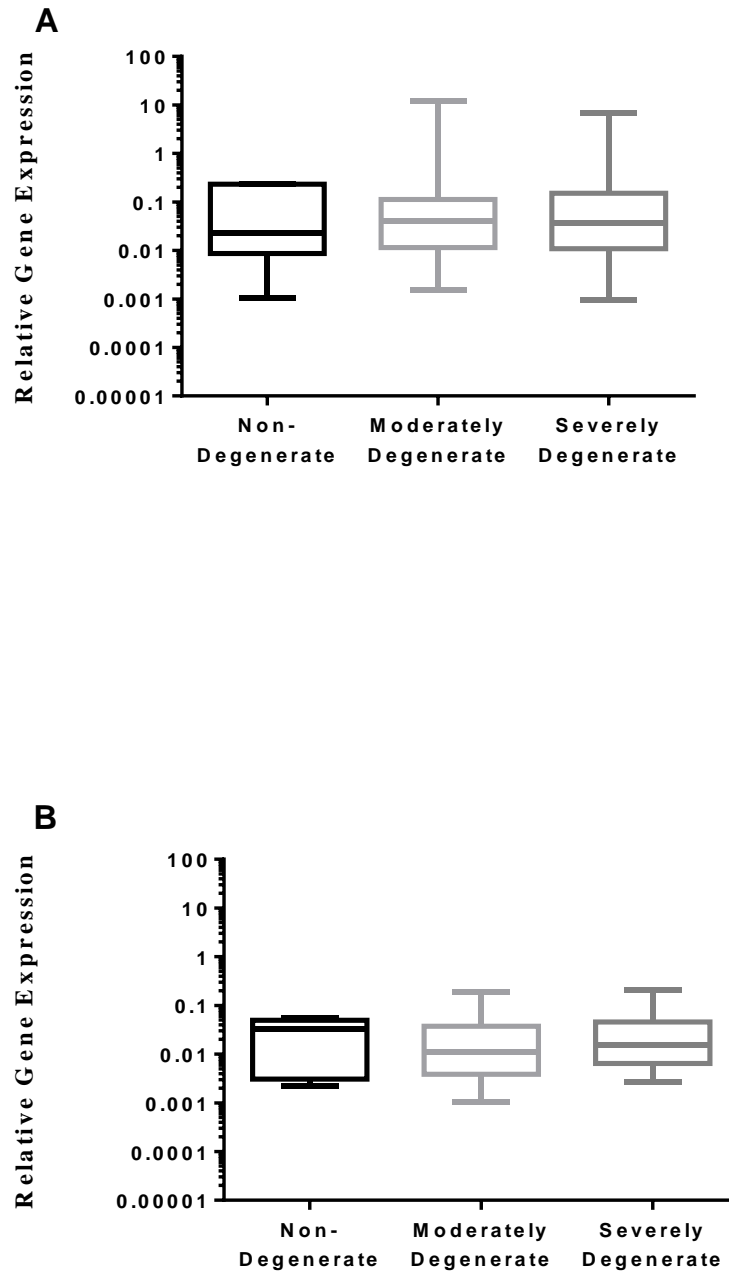 A
Relative Gene Expression
100
10
1
0.1
0.01
0.001
0.0001
0.00001
Non-
Degenerate
Moderately
Degenerate
Severely
Degenerate
B
Relative Gene Expression
100
10
1
0.1
0.01
0.001
0.0001
0.00001
Non-
Degenerate
Moderately
Degenerate
Severely
Degenerate